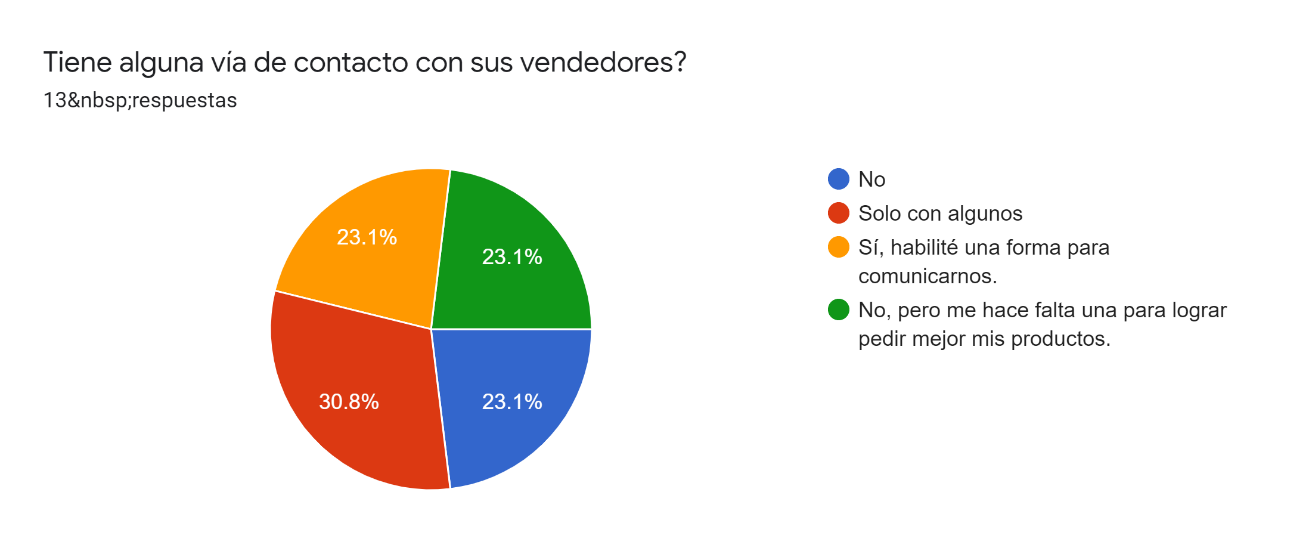 Tiene alguna vía de contacto con sus vendedores?
13&nbsp;respuestas
No
Solo con algunos
Sí, habilité una forma para
comunicarnos.
No, pero me hace falta una para lograr
pedir mejor mis productos.
23.1%
23.1%
30.8%
23.1%